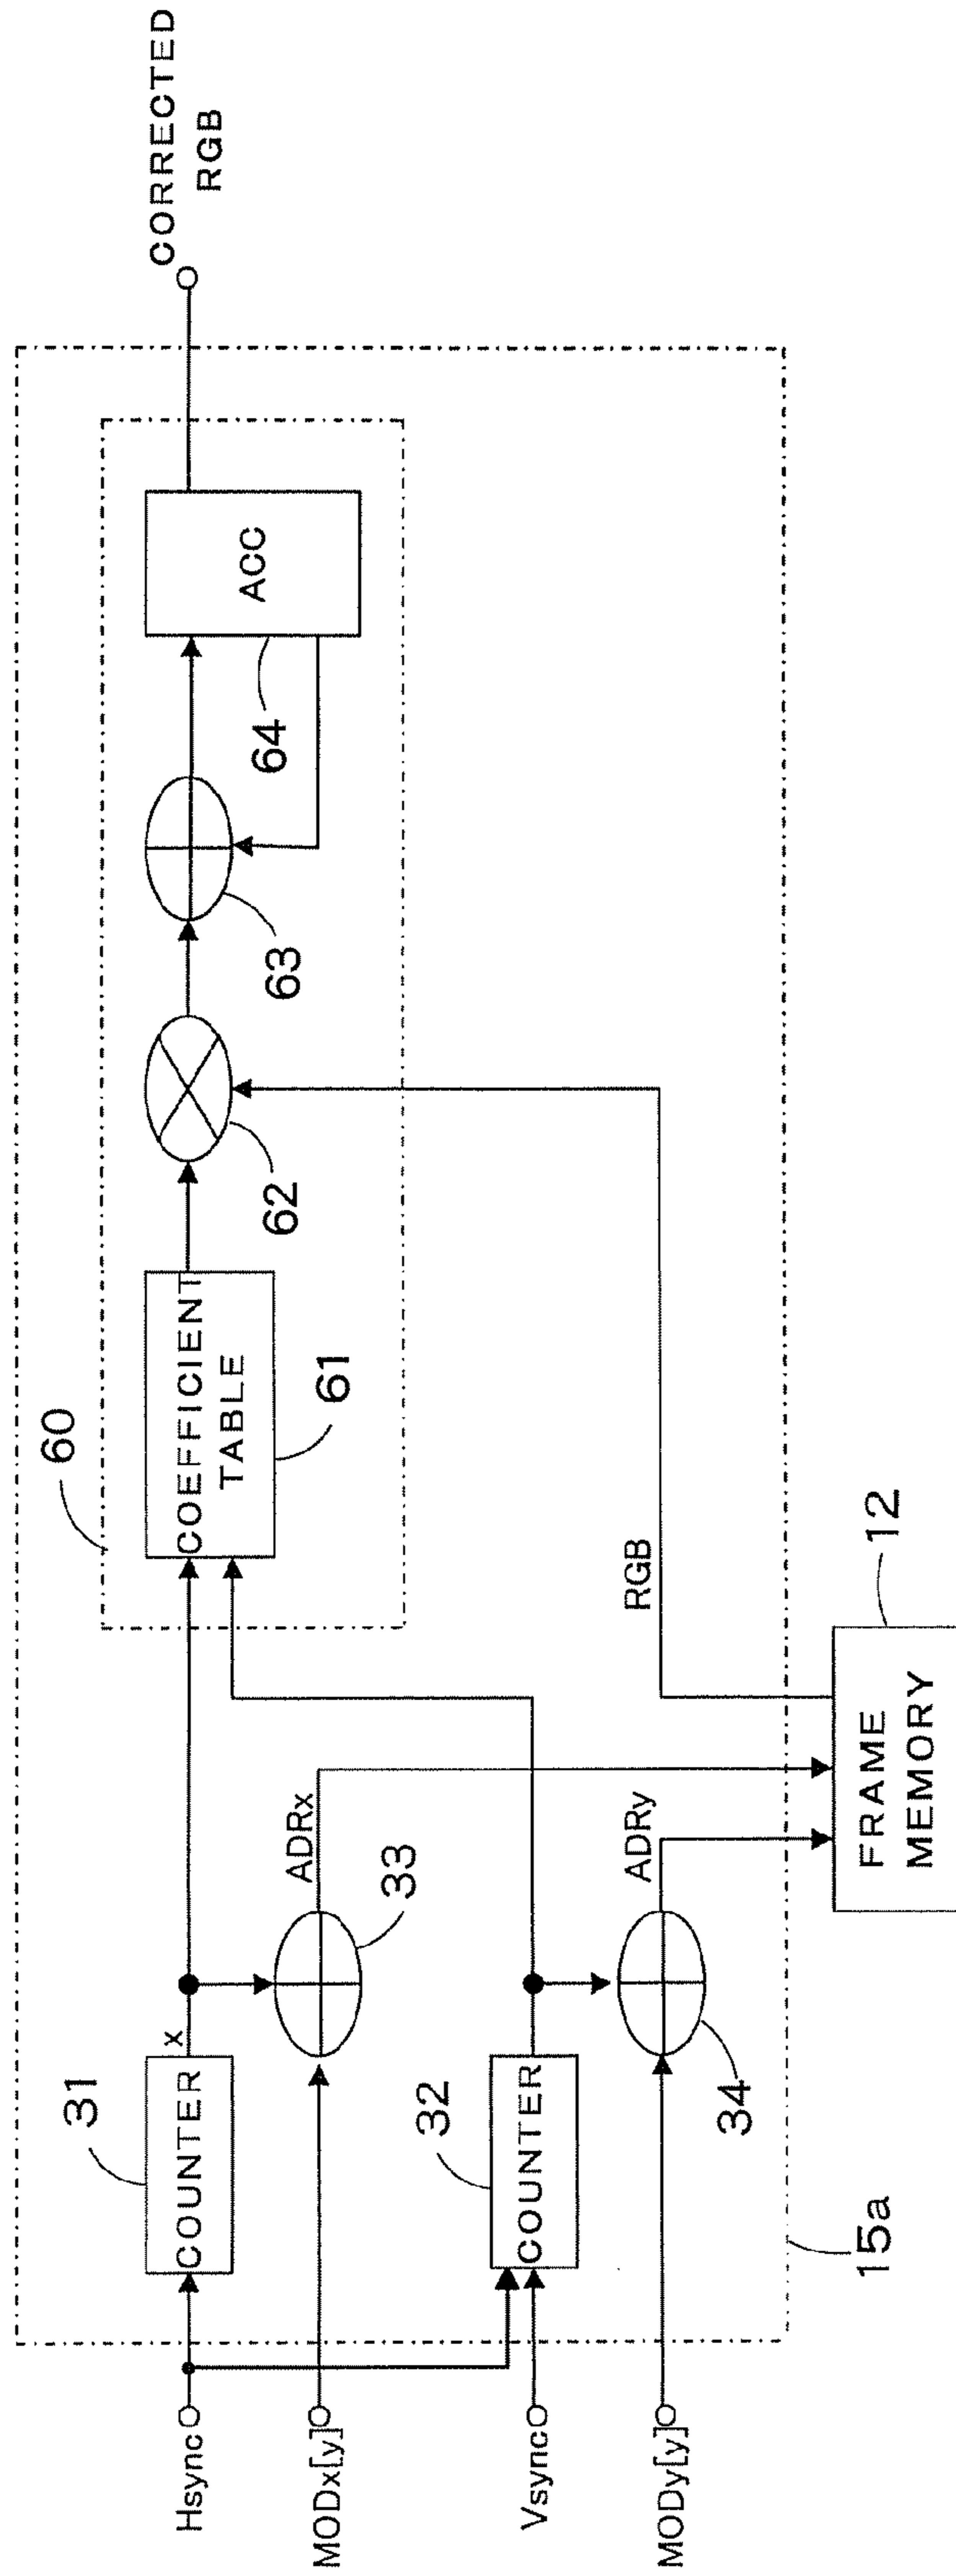 Hsync
MODx[y]
Vsync
MODy[y]
31
COUNTER
x
33
ADRx
32
COUNTER
34
ADRy
15a
60
COEFFICIENT
TABLE
61
62
63
64
ACC
CORRECTED
RGB
RGB
FRAME
MEMORY
12